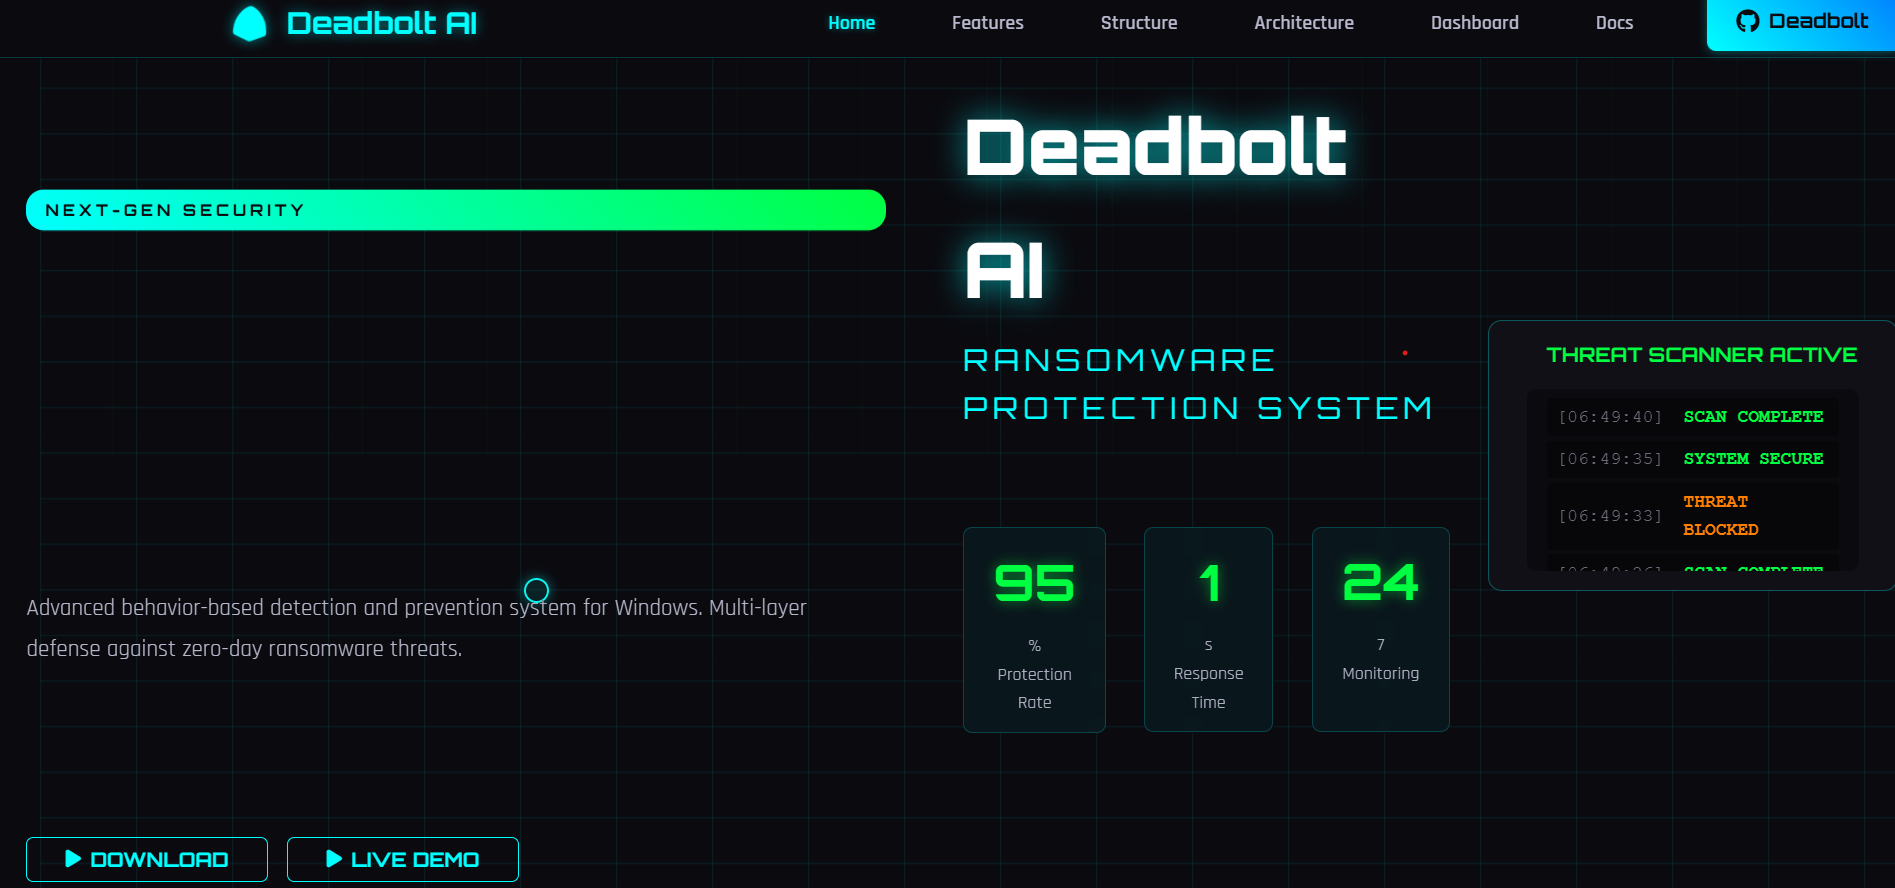 Deadbolt AI
Home
Features
Structure
Architecture
Dashboard
Docs
Deadbolt
NEXT-GEN SECURITY
Deadbolt
AI
RANSOMWARE
PROTECTION SYSTEM
Advanced behavior-based detection and prevention system for Windows. Multi-layer
defense against zero-day ransomware threats.
95
%
Protection
Rate
1
s
Response
Time
24
7
Monitoring
THREAT SCANNER ACTIVE
[06:49:40] SCAN COMPLETE
[06:49:35] SYSTEM SECURE
[06:49:33] THREAT
BLOCKED
SCAN COMPLETE
DOWNLOAD
LIVE DEMO